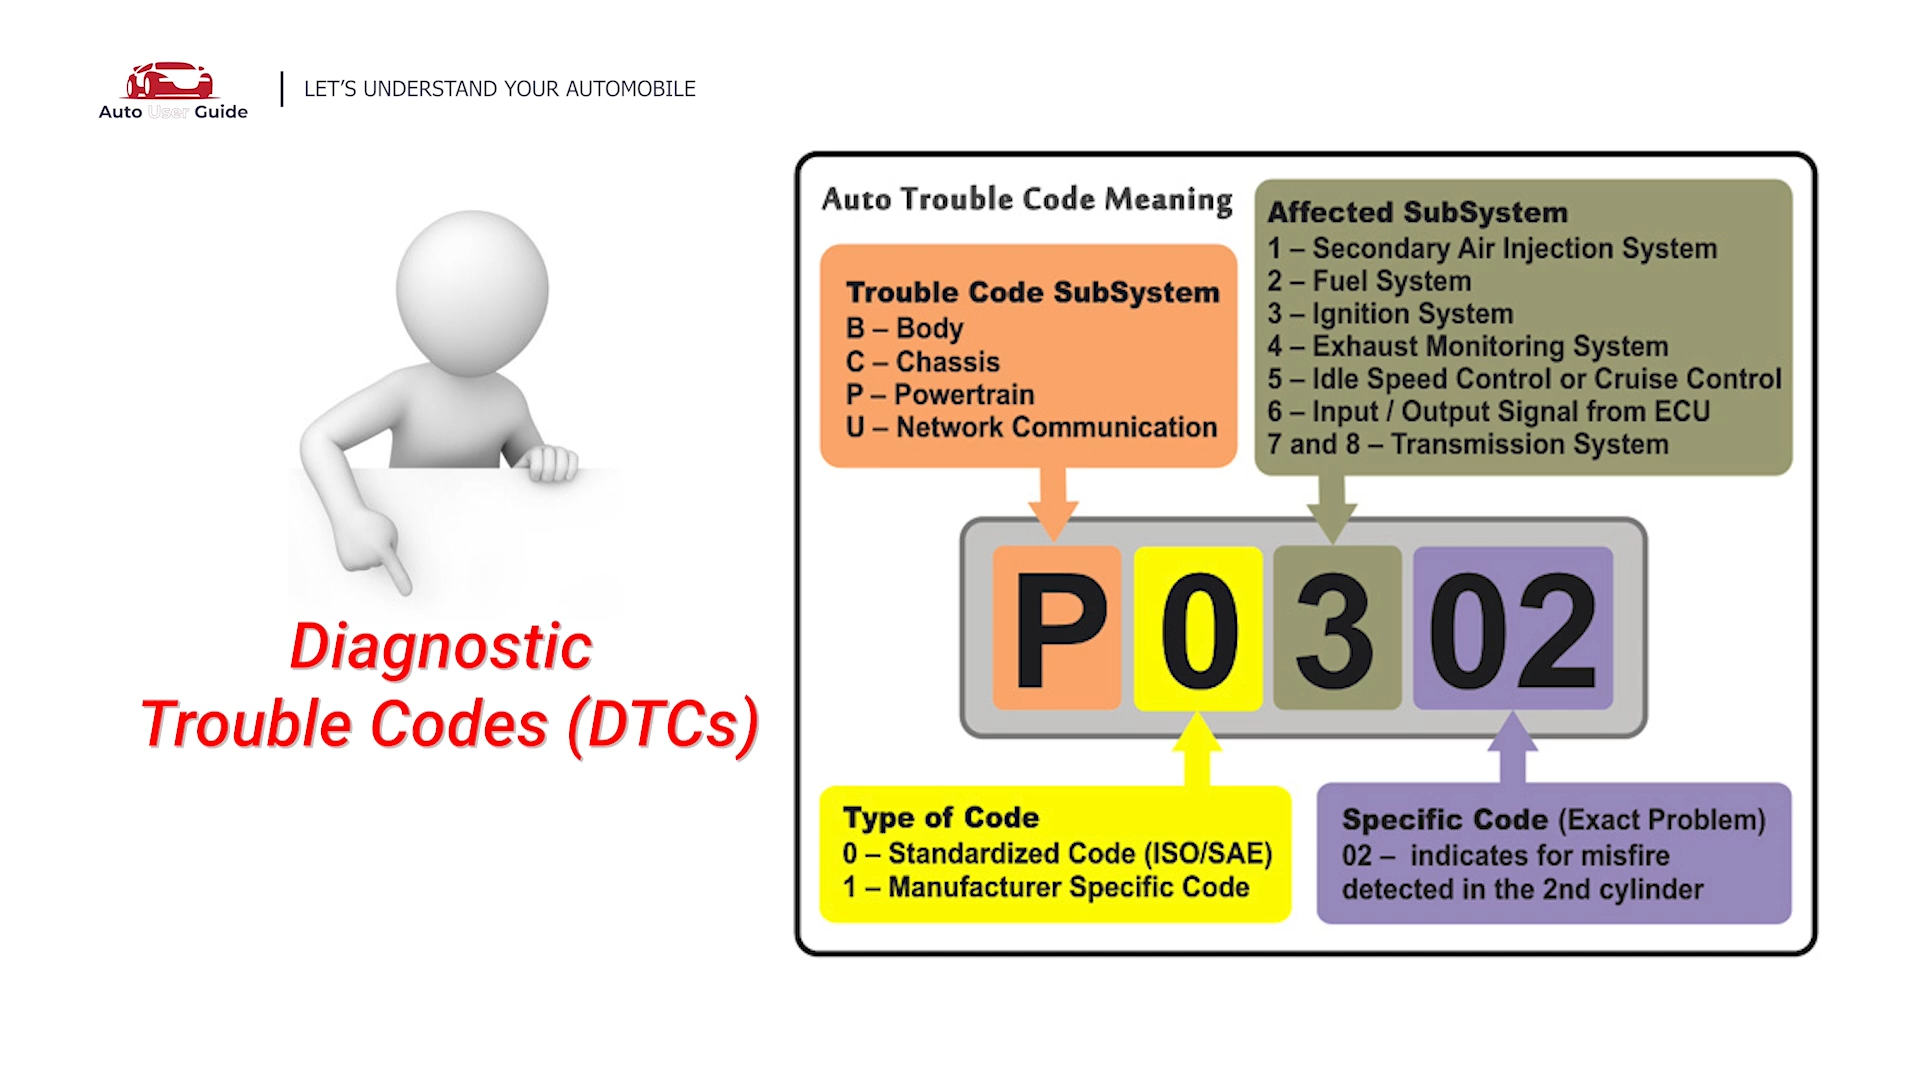 Auto User Guide
LET'S UNDERSTAND YOUR AUTOMOBILE
Diagnostic
Trouble Codes (DTCs)
Auto Trouble Code Meaning
Trouble Code SubSystem
B – Body
C – Chassis
P – Powertrain
U – Network Communication
Affected SubSystem
1 – Secondary Air Injection System
2 – Fuel System
3 – Ignition System
4 – Exhaust Monitoring System
5 – Idle Speed Control or Cruise Control
6 – Input / Output Signal from ECU
7 and 8 – Transmission System
P 0 3 02
Type of Code
0 – Standardized Code (ISO/SAE)
1 – Manufacturer Specific Code
Specific Code (Exact Problem)
02 – indicates for misfire
detected in the 2nd cylinder